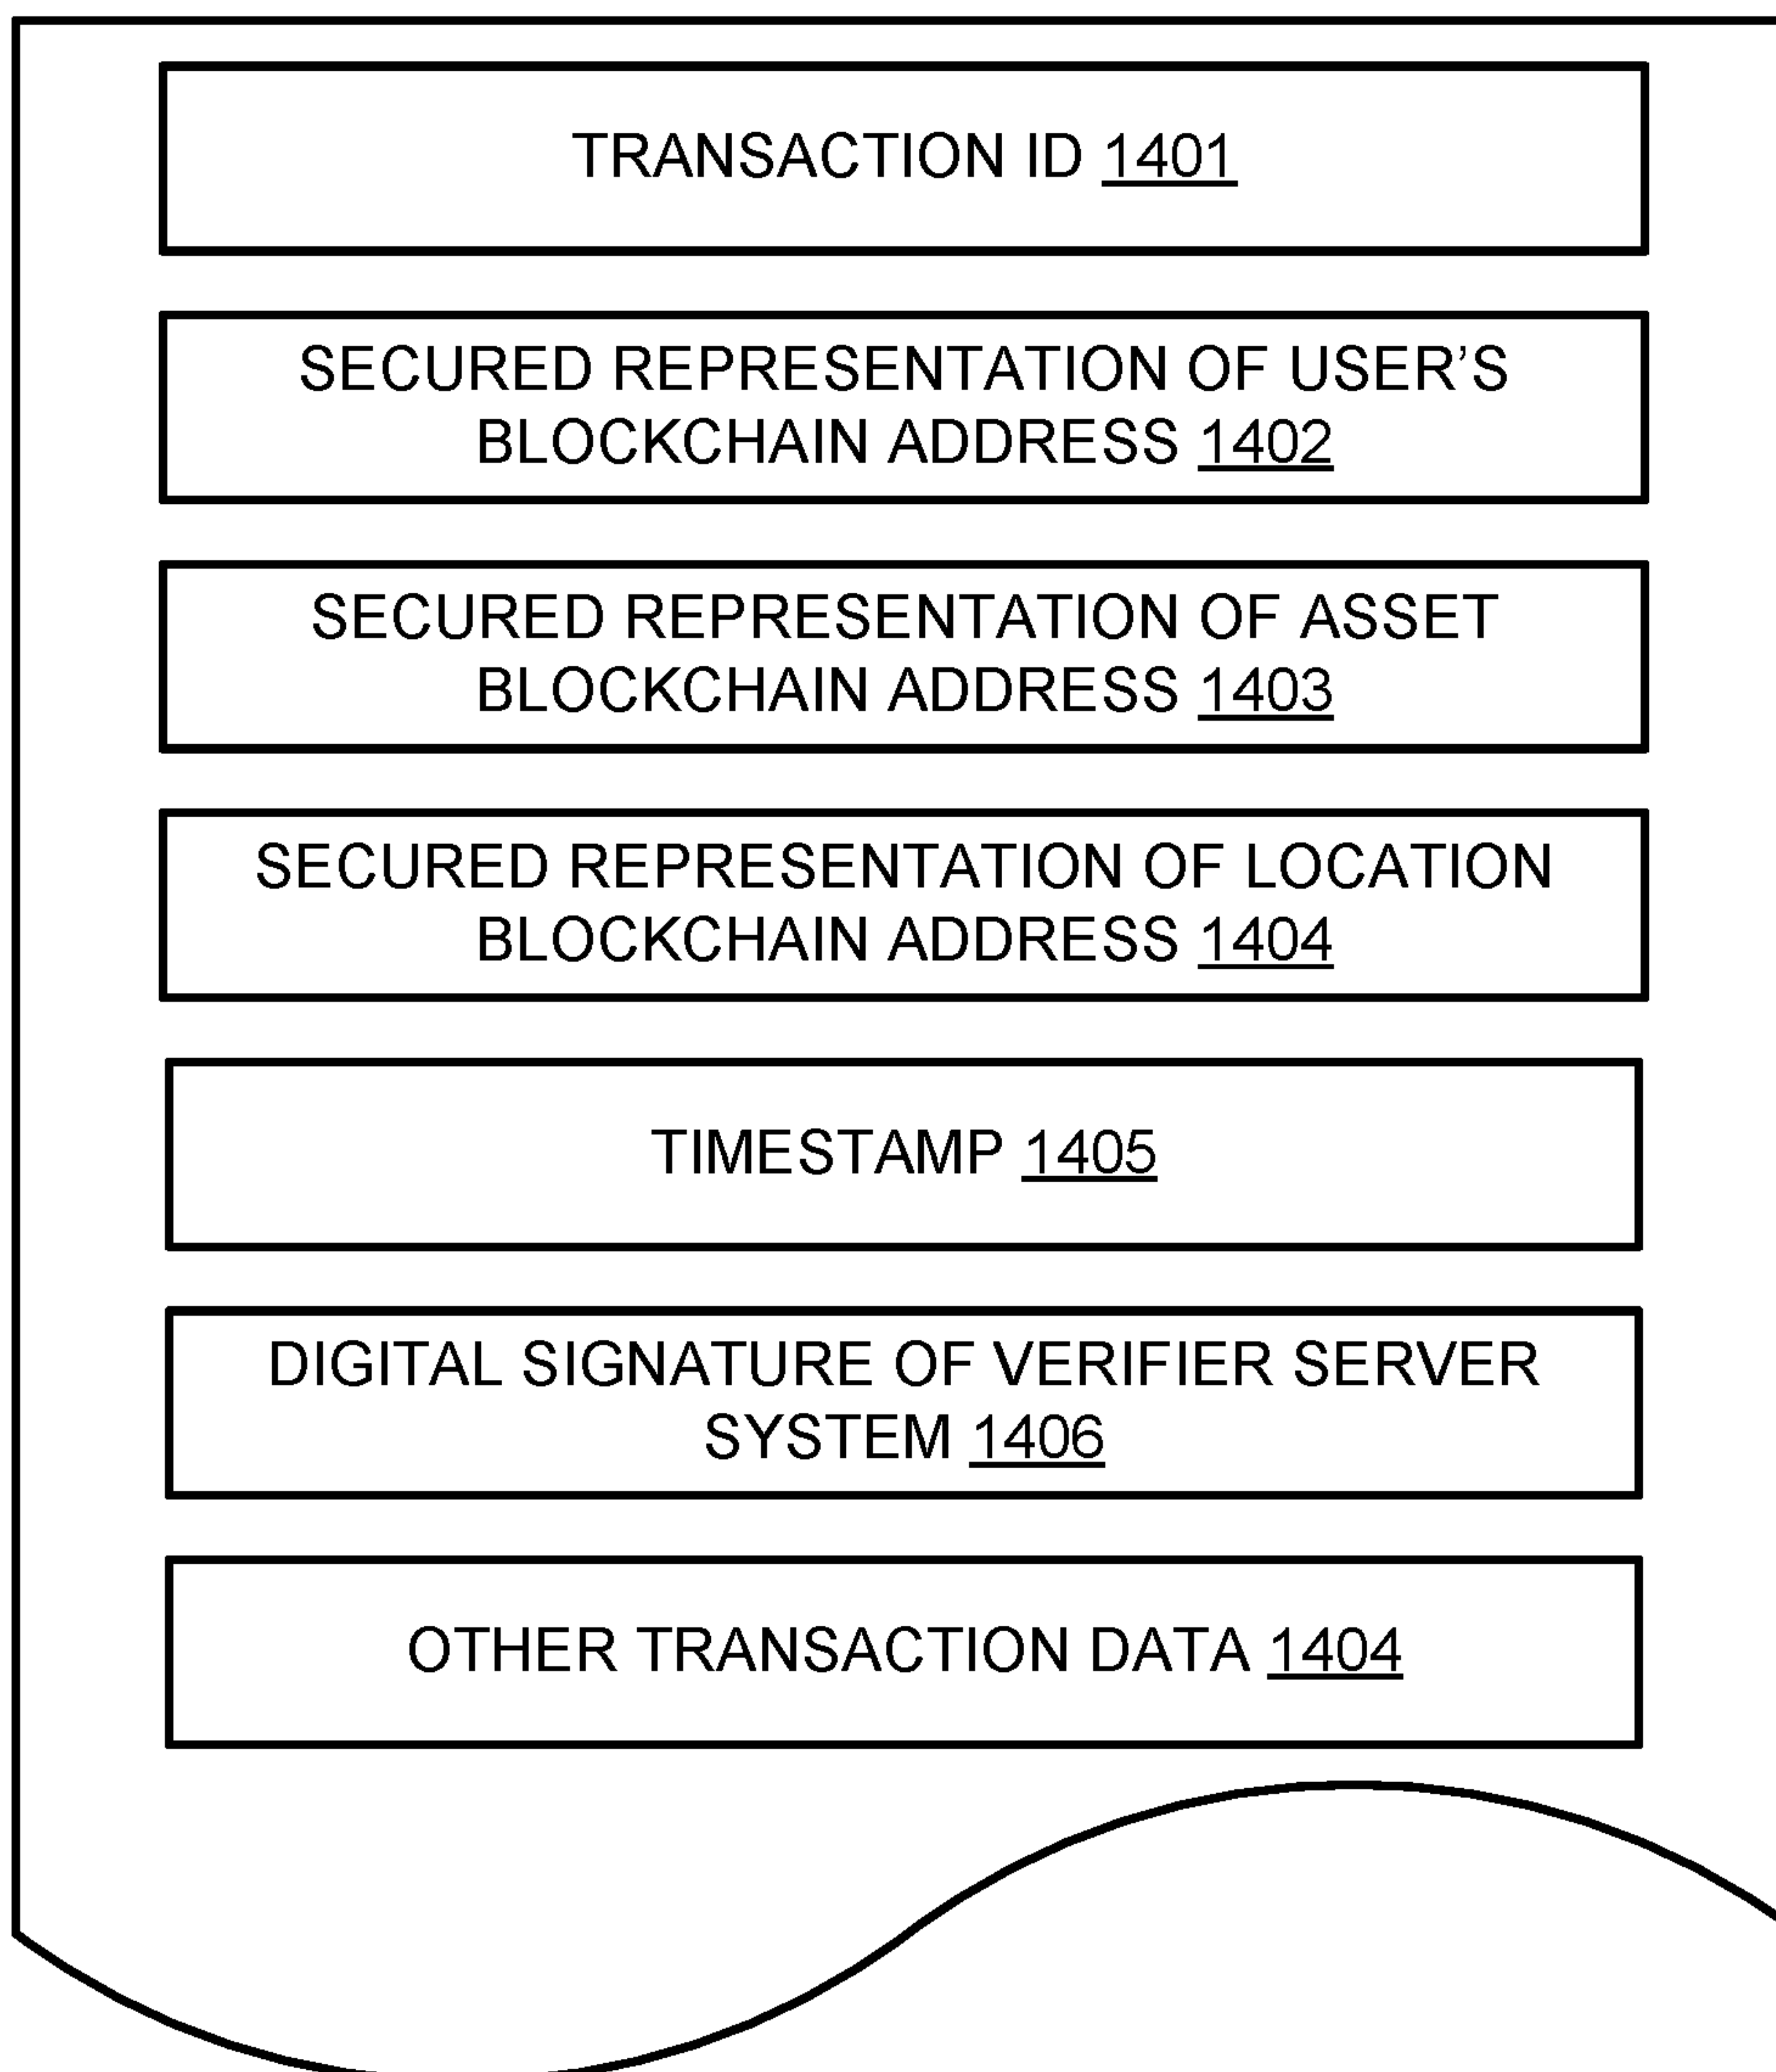 TRANSACTION ID 1401
SECURED REPRESENTATION OF USER’S
BLOCKCHAIN ADDRESS 1402
SECURED REPRESENTATION OF ASSET
BLOCKCHAIN ADDRESS 1403
SECURED REPRESENTATION OF LOCATION
BLOCKCHAIN ADDRESS 1404
TIMESTAMP 1405
DIGITAL SIGNATURE OF VERIFIER SERVER
SYSTEM 1406
OTHER TRANSACTION DATA 1404